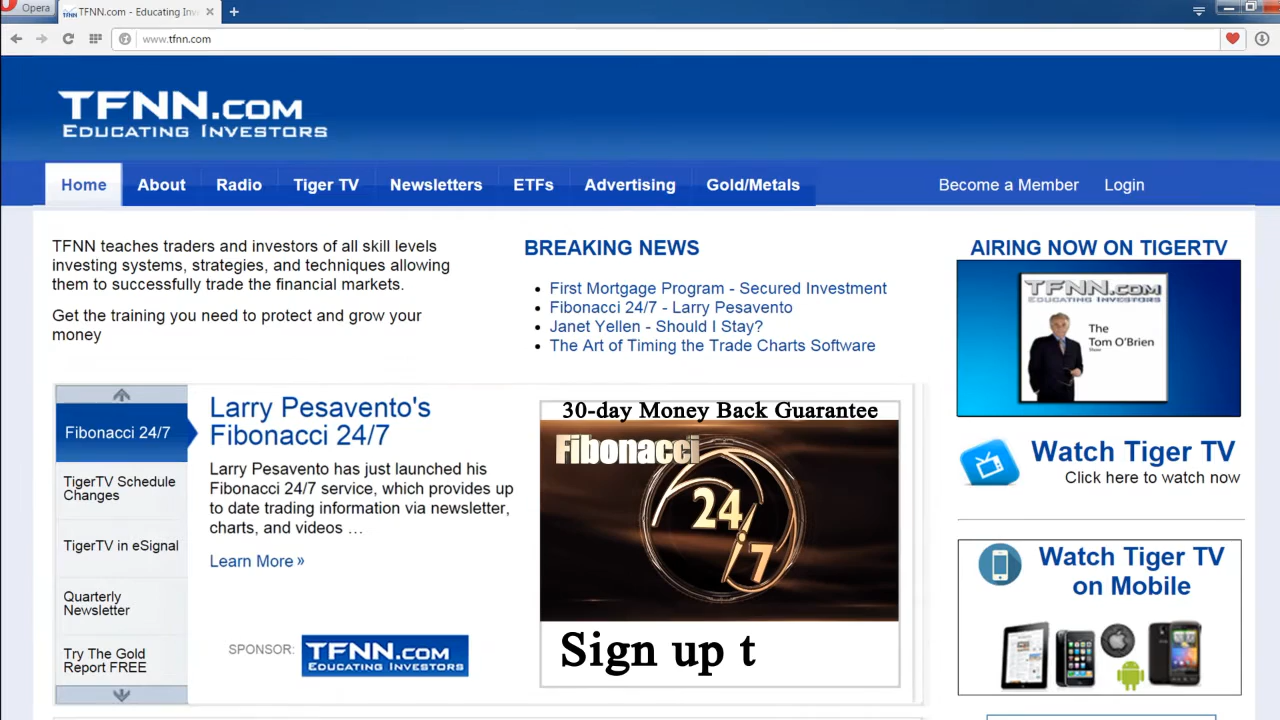 Opera
TFNN.com - Educating Inv
www.tfnn.com
TFNN.COM
EDUCATING INVESTORS
Home
About
Radio
Tiger TV
Newsletters
ETFs
Advertising
Gold/Metals
Become a Member
Login
TFNN teaches traders and investors of all skill levels
investing systems, strategies, and techniques allowing
them to successfully trade the financial markets.
Get the training you need to protect and grow your
money
BREAKING NEWS
First Mortgage Program - Secured Investment
Fibonacci 24/7 - Larry Pesavento
Janet Yellen - Should I Stay?
The Art of Timing the Trade Charts Software
AIRING NOW ON TIGERTV
TFNN.COM
EDUCATING INVESTORS
The
Tom O'Brien
Show
Watch Tiger TV
Click here to watch now
Watch Tiger TV
on Mobile
Fibonacci 24/7
TigerTV Schedule
Changes
TigerTV in eSignal
Quarterly
Newsletter
Try The Gold
Report FREE
Larry Pesavento's
Fibonacci 24/7
Larry Pesavento has just launched his
Fibonacci 24/7 service, which provides up
to date trading information via newsletter,
charts, and videos …
Learn More »
SPONSOR:
TFNN.COM
EDUCATING INVESTORS
30-day Money Back Guarantee
Fibonacci
24/7
Sign up t